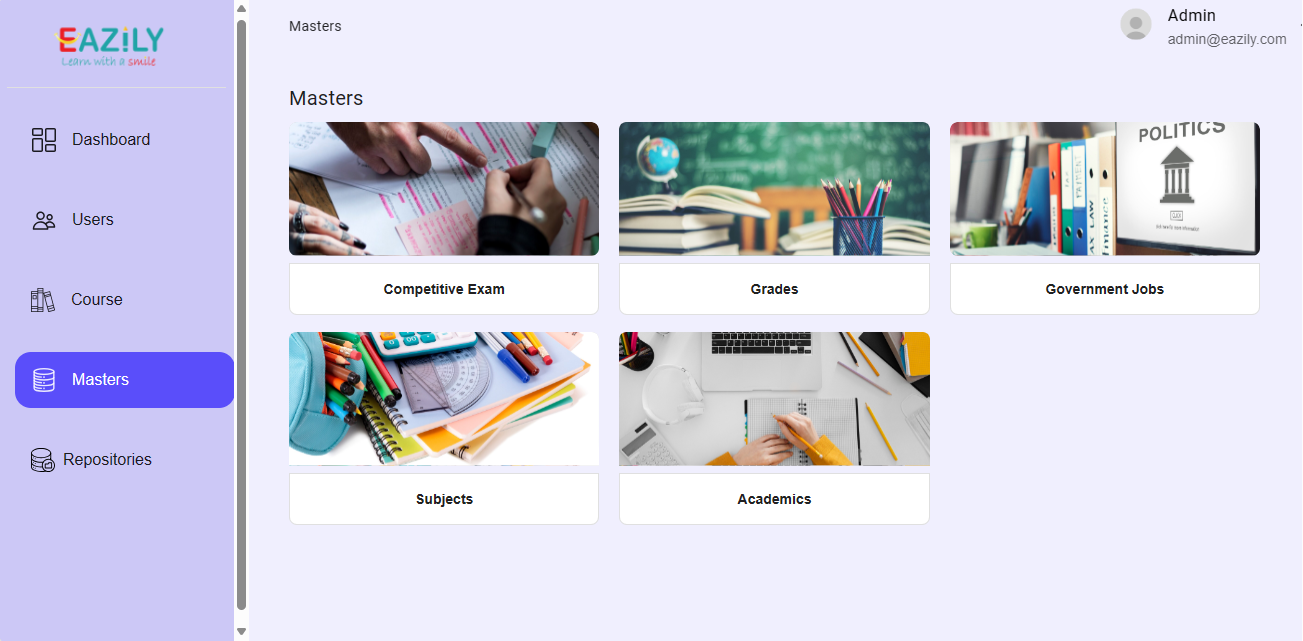 EAZiLY
Learn with a smile
Dashboard
Users
Course
Masters
Repositories
Masters
Admin
admin@eazily.com
Masters
POLITICS
LAW
Competitive Exam
Grades
Government Jobs
Subjects
Academics